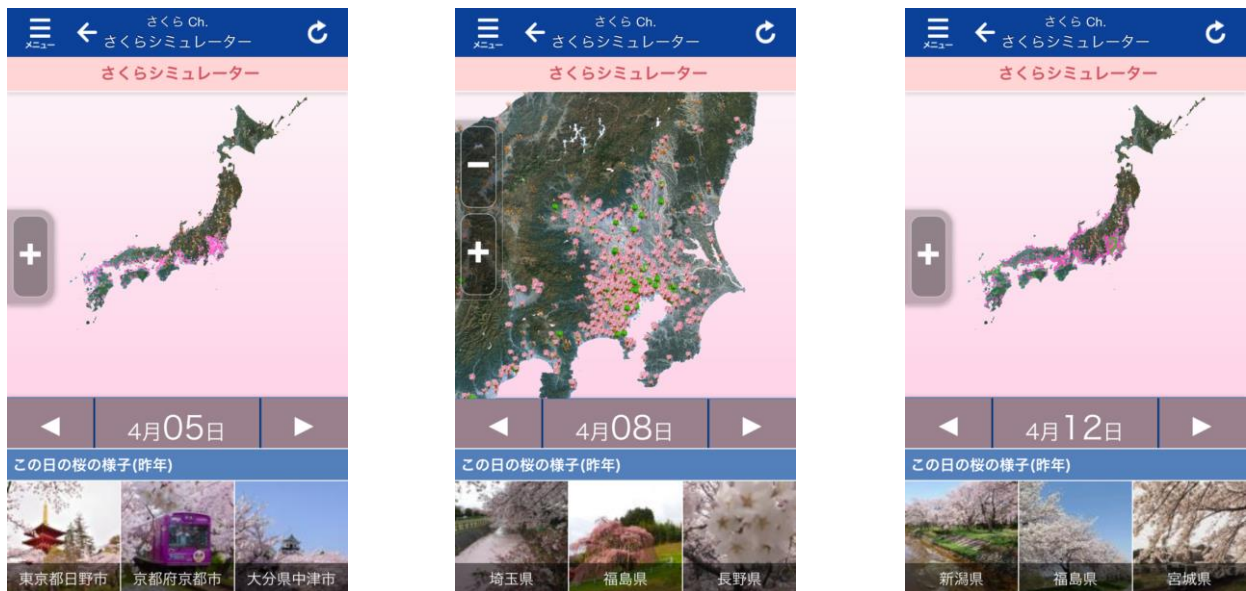 さくら Ch.
メニュー
さくらシミュレーター
さくらシミュレーター
4月05日
この日の桜の様子(昨年)
東京都日野市
京都府京都市
大分県中津市
さくら Ch.
メニュー
さくらシミュレーター
さくらシミュレーター
4月08日
この日の桜の様子(昨年)
埼玉県
福島県
長野県
さくら Ch.
メニュー
さくらシミュレーター
さくらシミュレーター
4月12日
この日の桜の様子(昨年)
新潟県
福島県
宮城県